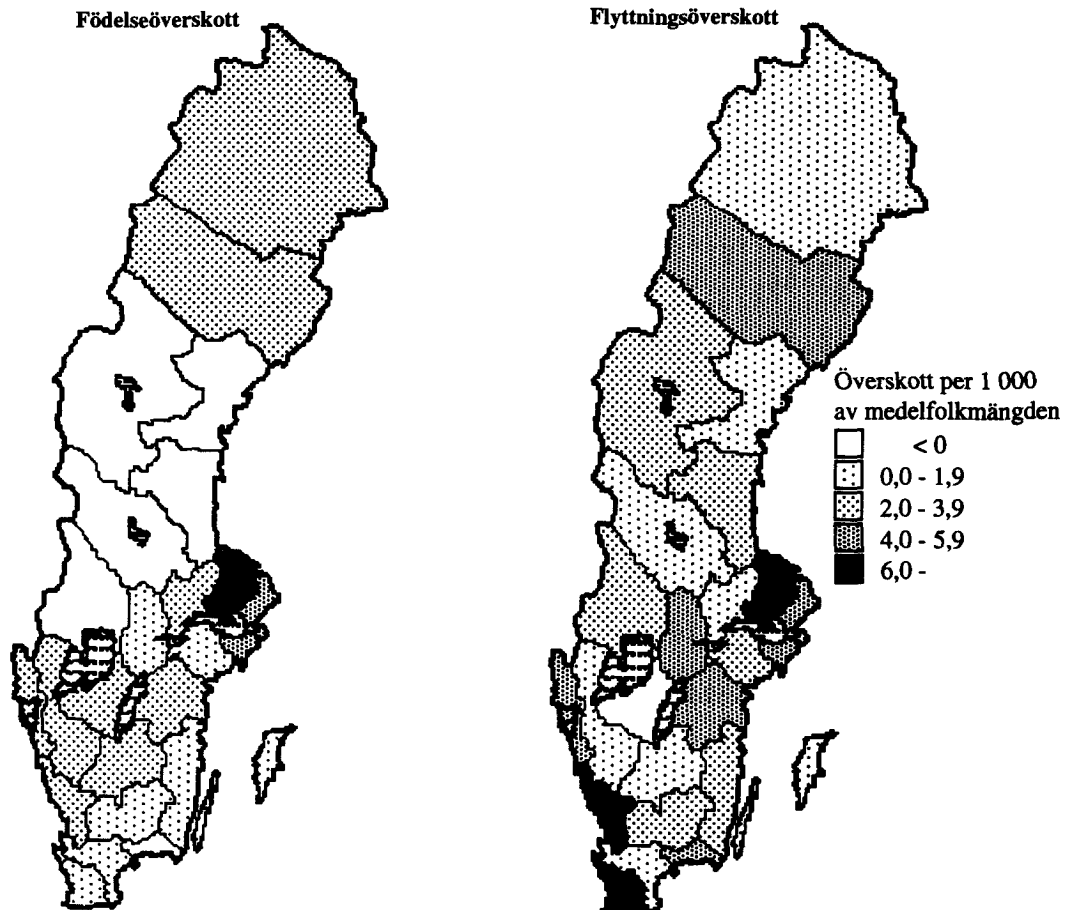 Födelseöverskott
Flyttningsöverskott
Överskott per 1 000
av medelfolkmängden
< 0
0,0 - 1,9
2,0 - 3,9
4,0 - 5,9
6,0 -